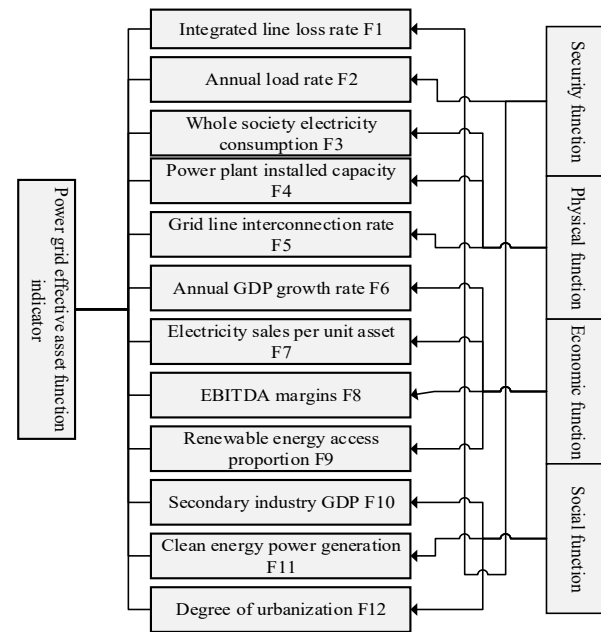 Power grid effective asset function
indicator
Integrated line loss rate F1
Annual load rate F2
Whole society electricity
consumption F3
Power plant installed capacity
F4
Grid line interconnection rate
F5
Annual GDP growth rate F6
Electricity sales per unit asset
F7
EBITDA margins F8
Renewable energy access
proportion F9
Secondary industry GDP F10
Clean energy power generation
F11
Degree of urbanization F12
Security function
Physical function
Economic function
Social function